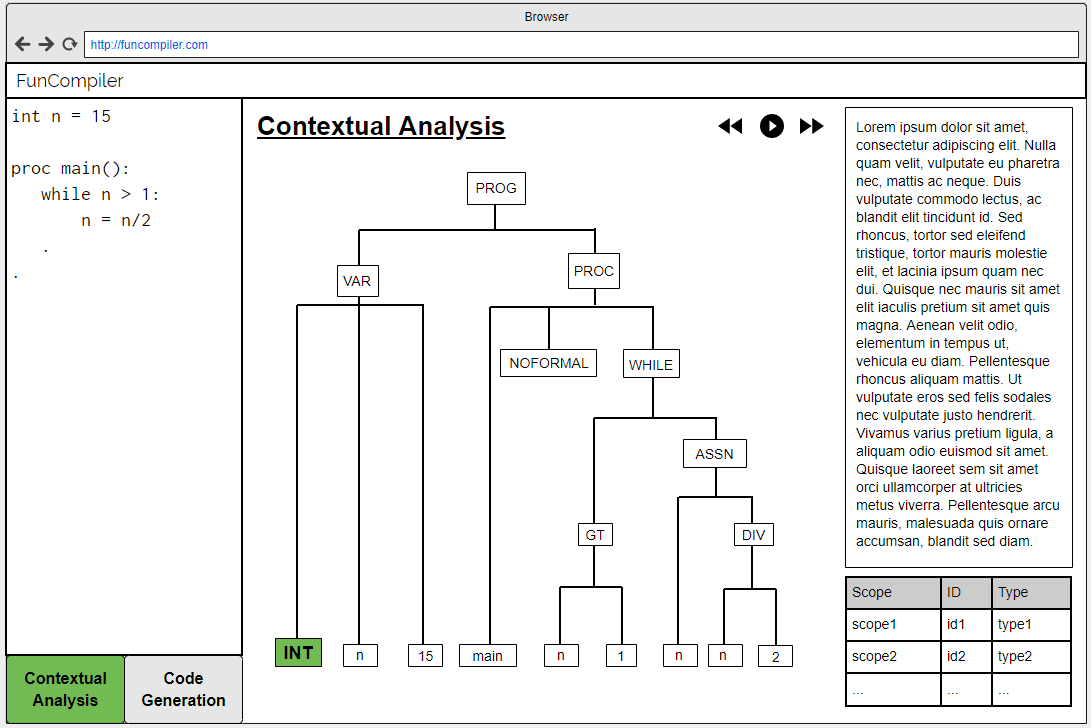 Browser
http://funcompiler.com
FunCompiler
int n = 15
proc main():
while n > 1:
n = n/2
.
.
Contextual
Analysis
Code
Generation
Contextual Analysis
PROG
VAR
PROC
NOFORMAL
WHILE
ASSN
GT
DIV
INT
n
15
main
n
1
n
n
2
Lorem ipsum dolor sit amet,
consectetur adipiscing elit. Nulla
quam velit, vulputate eu pharetra
nec, mattis ac neque. Duis
vulputate commodo lectus, ac
blandit elit tincidunt id. Sed
rhoncus, tortor sed eleifend
tristique, tortor mauris molestie
elit, et lacinia ipsum quam nec
dui. Quisque nec mauris sit amet
elit iaculis pretium sit amet quis
magna. Aenean velit odio,
elementum in tempus ut,
vehicula eu diam. Pellentesque
rhoncus aliquam mattis. Ut
vulputate eros sed felis sodales
nec vulputate justo hendrerit.
Vivamus varius pretium ligula, a
aliquam odio euismod sit amet.
Quisque laoreet sem sit amet
orci ullamcorper at ultricies
metus viverra. Pellentesque arcu
mauris, malesuada quis ornare
accumsan, blandit sed diam.
Scope ID Type
scope1 id1 type1
scope2 id2 type2
... ... ...